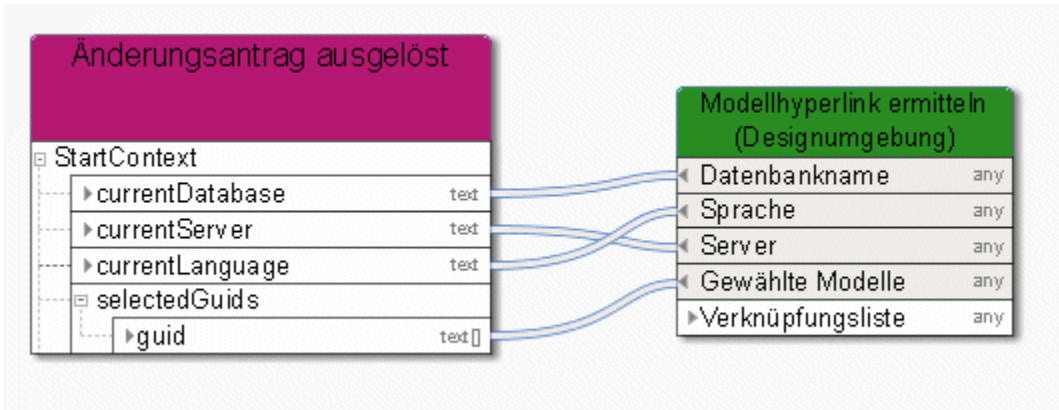 Änderungsantrag ausgelöst
StartContext
currentDatabase text
currentServer text
currentLanguage text
selectedGuids
guid text[]
Modellhyperlink ermitteln
(Designumgebung)
Datenbankname any
Sprache any
Server any
Gewählte Modelle any
Verknüpfungsliste any